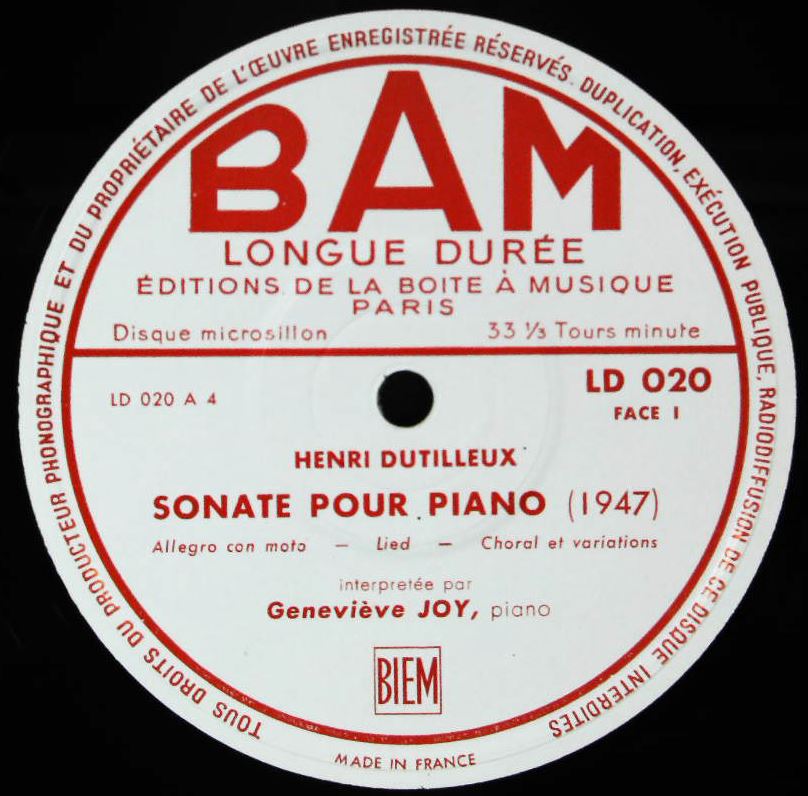 TOUS DROITS DU PRODUCTEUR PHONOGRAPHIQUE ET DU PROPRIÉTAIRE DE L'ŒUVRE ENREGISTRÉE RÉSERVÉS. DUPLICATION, EXÉCUTION PUBLIQUE, RADIODIFFUSION DE CE DISQUE INTERDITES
BAM
LONGUE DURÉE
ÉDITIONS DE LA BOITE À MUSIQUE
PARIS
Disque microsillon 33 1/3 Tours minute
LD 020 A 4 LD 020
FACE I
HENRI DUTILLEUX
SONATE POUR PIANO (1947)
Allegro con moto — Lied — Choral et variations
interpretée par
Geneviève JOY, piano
BIEM
MADE IN FRANCE